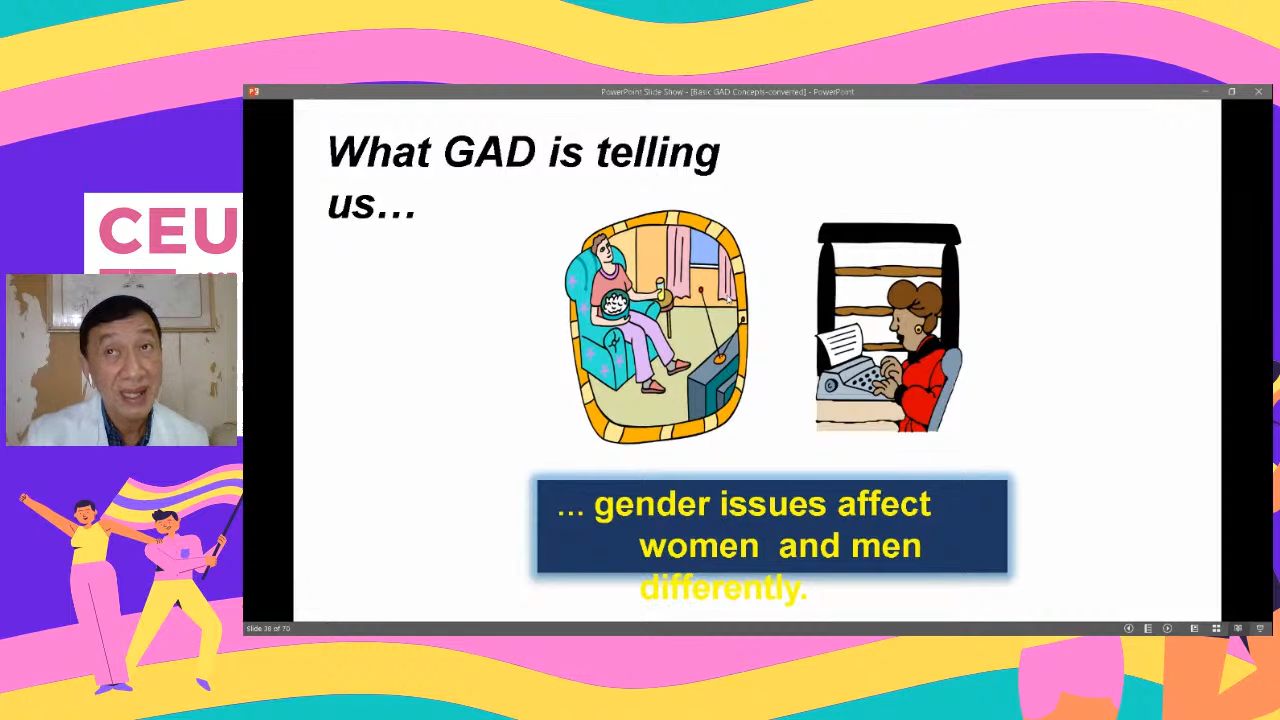 PowerPoint Slide Show - [Basic GAD Concepts-converted] - PowerPoint
What GAD is telling
us...
CEU
... gender issues affect
women and men
differently.
Slide 38 of 70